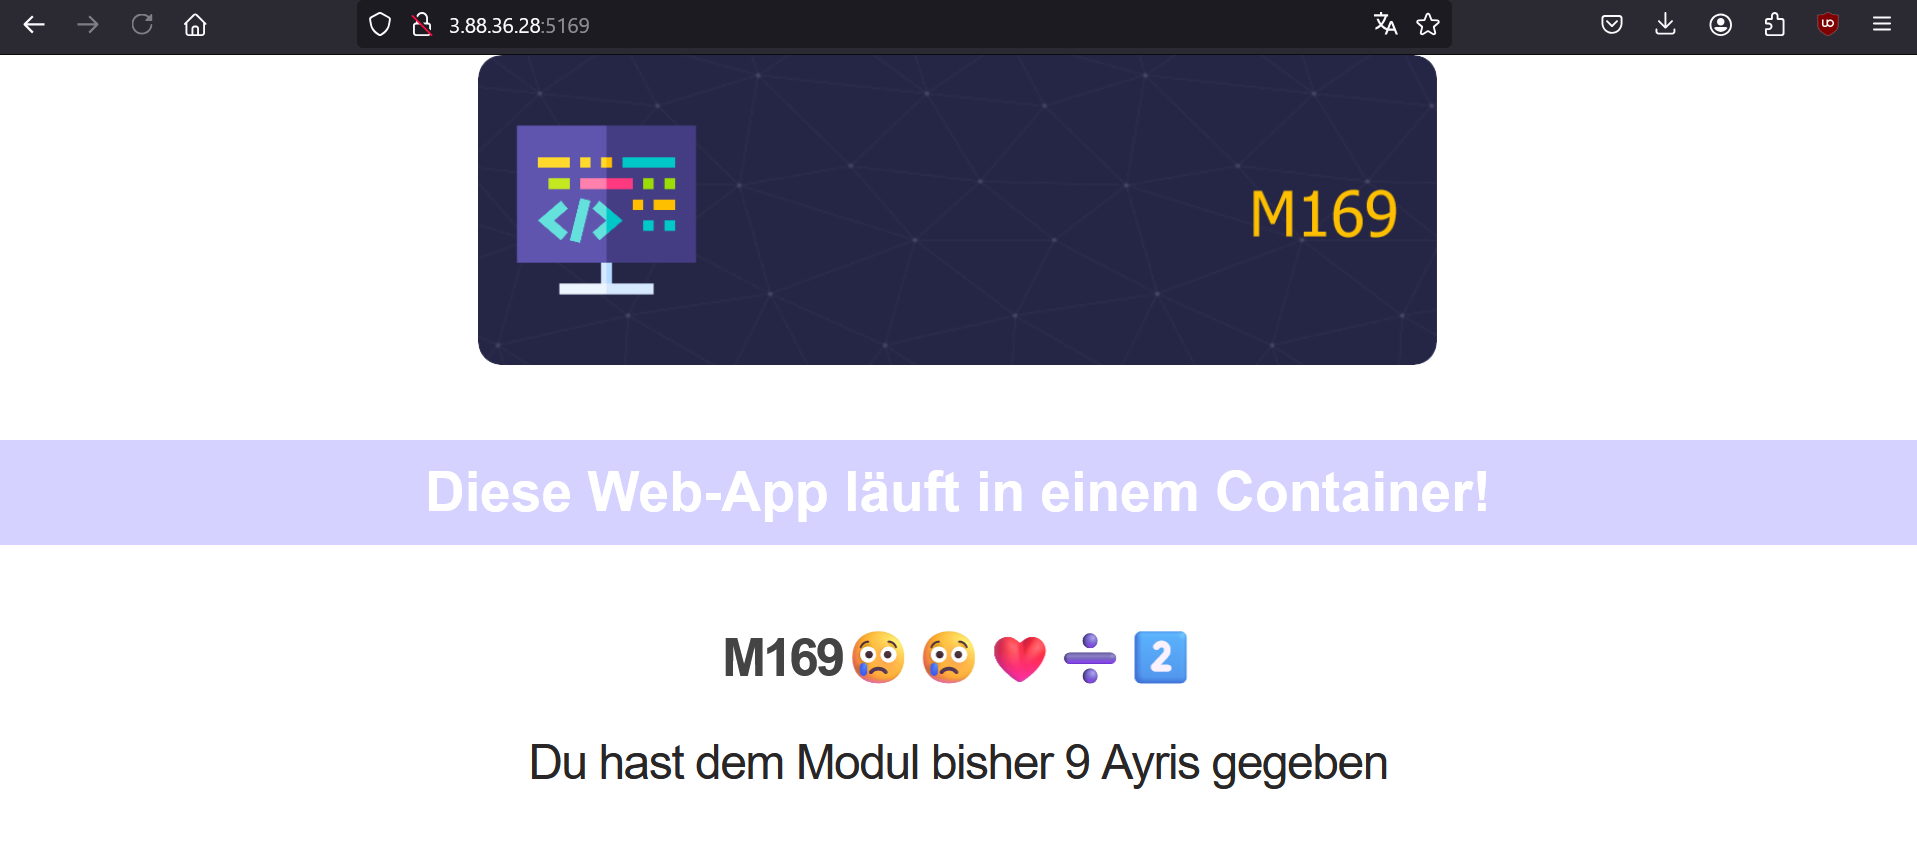 3.88.36.28:5169
</>
M169
Diese Web-App läuft in einem Container!
M169😢 😢 ❤️ ➗ 2️⃣
Du hast dem Modul bisher 9 Ayris gegeben